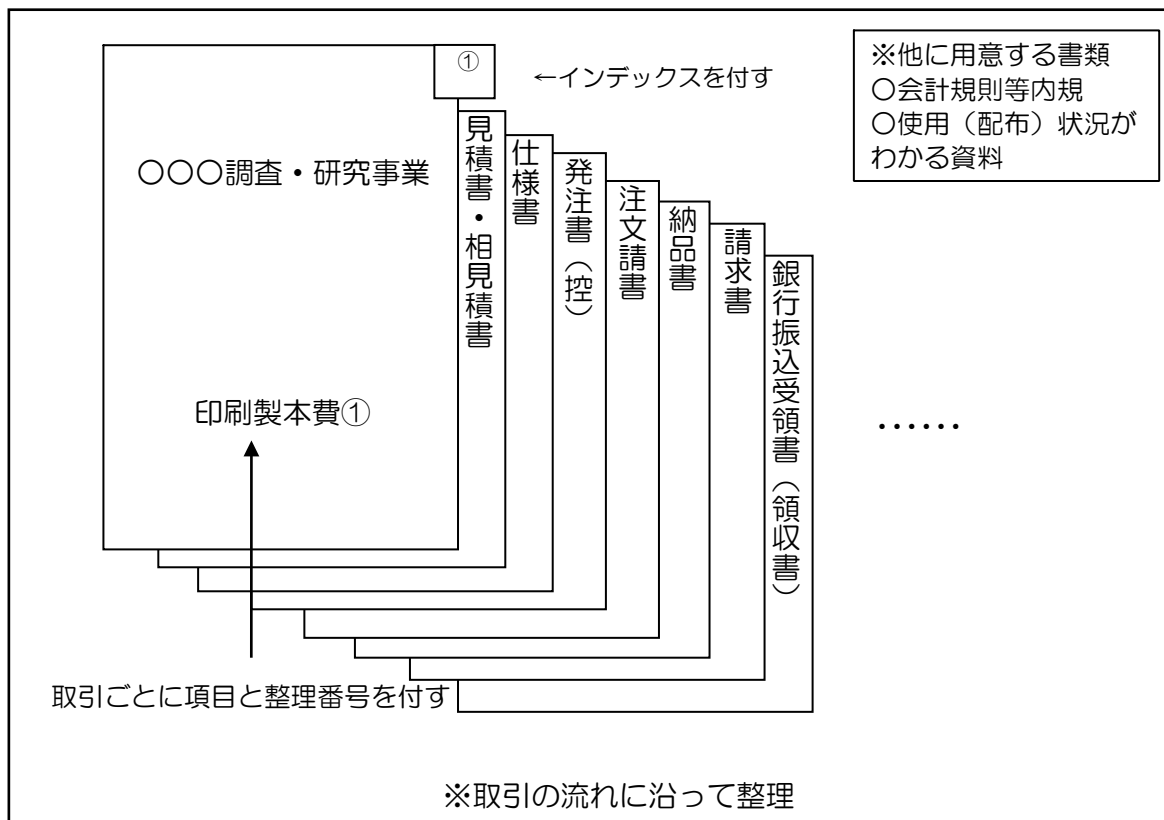 ①
←インデックスを付す
※他に用意する書類
〇会計規則等内規
〇使用（配布）状況が
わかる資料
〇〇〇調査・研究事業
印刷製本費①
見積書・相見積書
仕様書
発注書（控）
注文請書
納品書
請求書
銀行振込受領書（領収書）
……
取引ごとに項目と整理番号を付す
※取引の流れに沿って整理